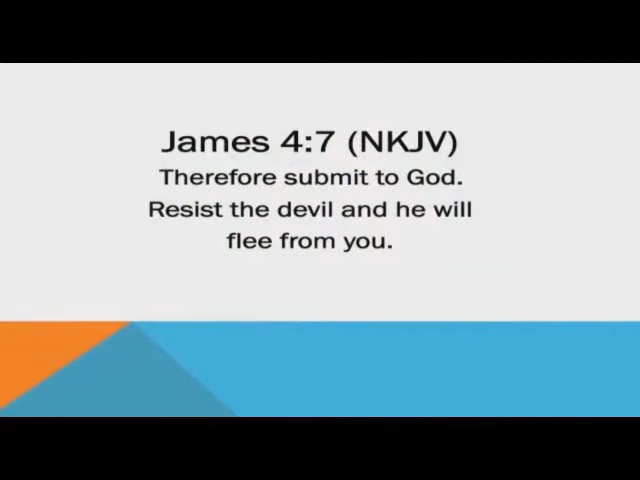 James 4:7 (NKJV)
Therefore submit to God.
Resist the devil and he will
flee from you.